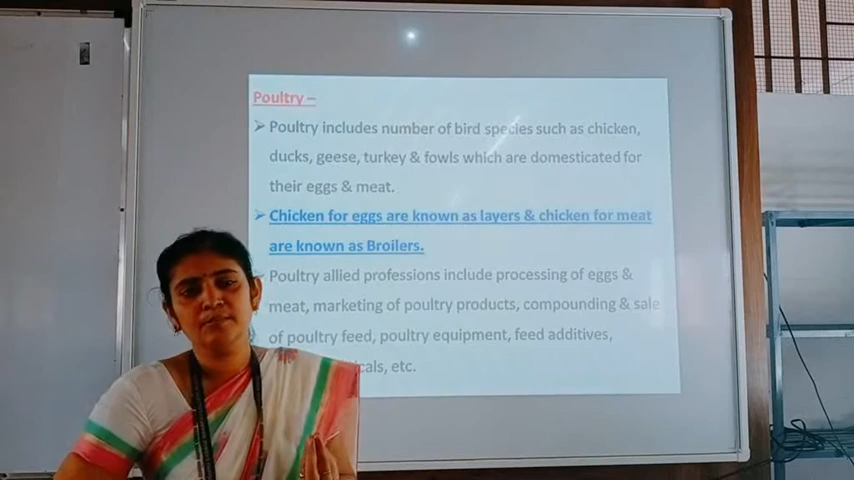 Poultry –
➢ Poultry includes number of bird species such as chicken,
ducks, geese, turkey & fowls which are domesticated for
their eggs & meat.
➢ Chicken for eggs are known as layers & chicken for meat
are known as Broilers.
Poultry allied professions include processing of eggs &
meat, marketing of poultry products, compounding & sale
of poultry feed, poultry equipment, feed additives,
cals, etc.